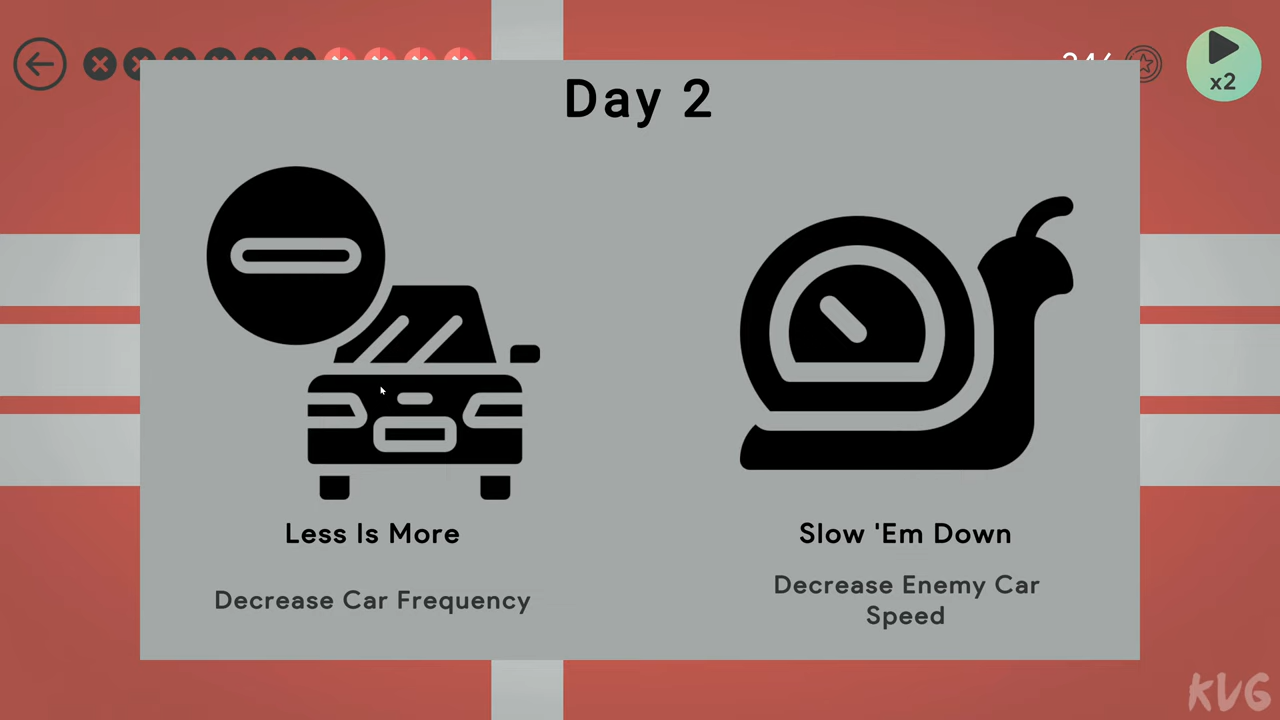 Day 2
x2
Less Is More
Slow 'Em Down
Decrease Car Frequency
Decrease Enemy Car
Speed
KVG